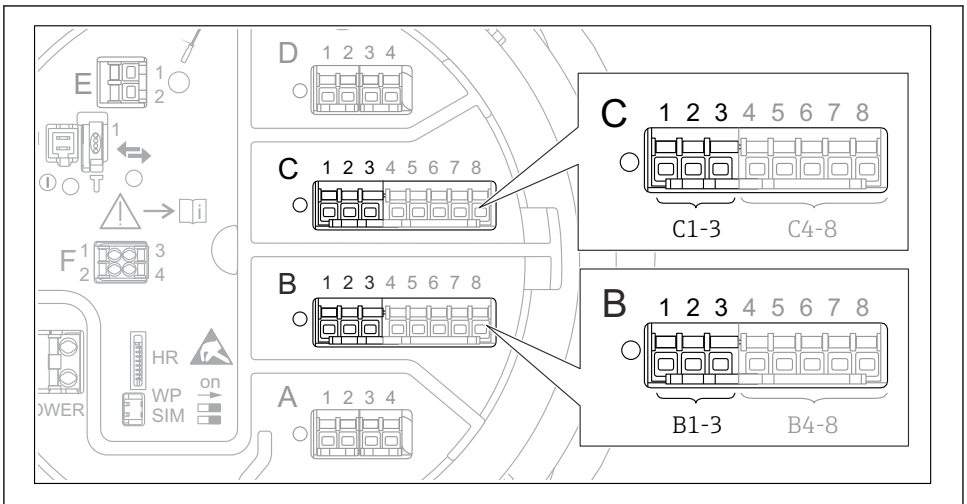 D 1 2 3 4
E 1
2
1
C 1 2 3 4 5 6 7 8
C 1 2 3 4 5 6 7 8
C1-3 C4-8
i
F 1 3
2 4
B 1 2 3 4 5 6 7 8
B 1 2 3 4 5 6 7 8
B1-3 B4-8
HR
WP on
SIM
OWER
A 1 2 3 4